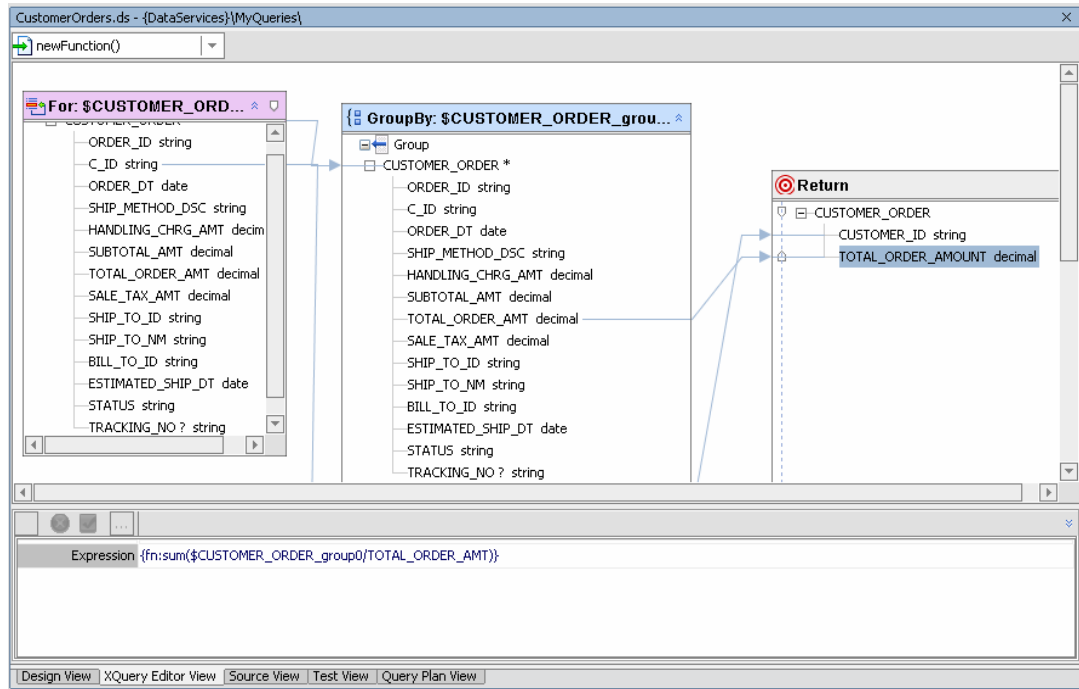 CustomerOrders.ds - {DataServices}\MyQueries\
newFunction()
For: $CUSTOMER_ORD...
CUSTOMER_ORDER
ORDER_ID string
C_ID string
ORDER_DT date
SHIP_METHOD_DSC string
HANDLING_CHRG_AMT decim
SUBTOTAL_AMT decimal
TOTAL_ORDER_AMT decimal
SALE_TAX_AMT decimal
SHIP_TO_ID string
SHIP_TO_NM string
BILL_TO_ID string
ESTIMATED_SHIP_DT date
STATUS string
TRACKING_NO ? string
GroupBy: $CUSTOMER_ORDER_grou...
Group
CUSTOMER_ORDER *
ORDER_ID string
C_ID string
ORDER_DT date
SHIP_METHOD_DSC string
HANDLING_CHRG_AMT decimal
SUBTOTAL_AMT decimal
TOTAL_ORDER_AMT decimal
SALE_TAX_AMT decimal
SHIP_TO_ID string
SHIP_TO_NM string
BILL_TO_ID string
ESTIMATED_SHIP_DT date
STATUS string
TRACKING_NO ? string
Return
CUSTOMER_ORDER
CUSTOMER_ID string
TOTAL_ORDER_AMOUNT decimal
...
Expression {fn:sum($CUSTOMER_ORDER_group0/TOTAL_ORDER_AMT)}
Design View XQuery Editor View Source View Test View Query Plan View